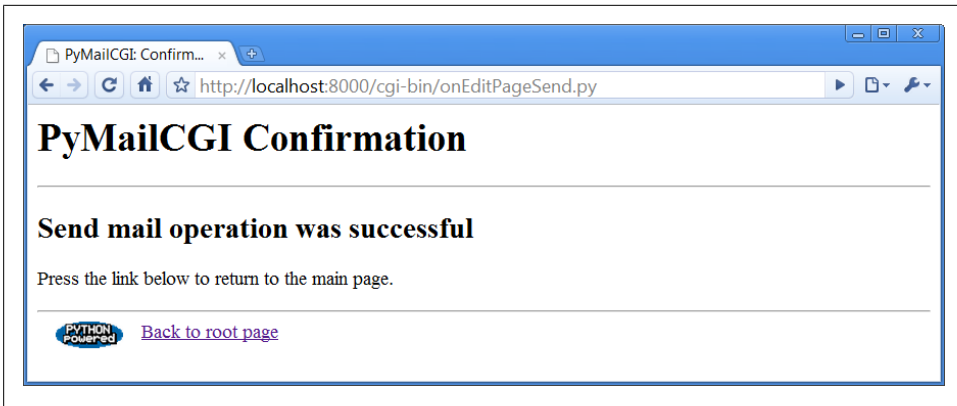 PyMailCGI: Confirm...
http://localhost:8000/cgi-bin/onEditPageSend.py
PyMailCGI Confirmation
Send mail operation was successful
Press the link below to return to the main page.
PYTHON
Powered
Back to root page